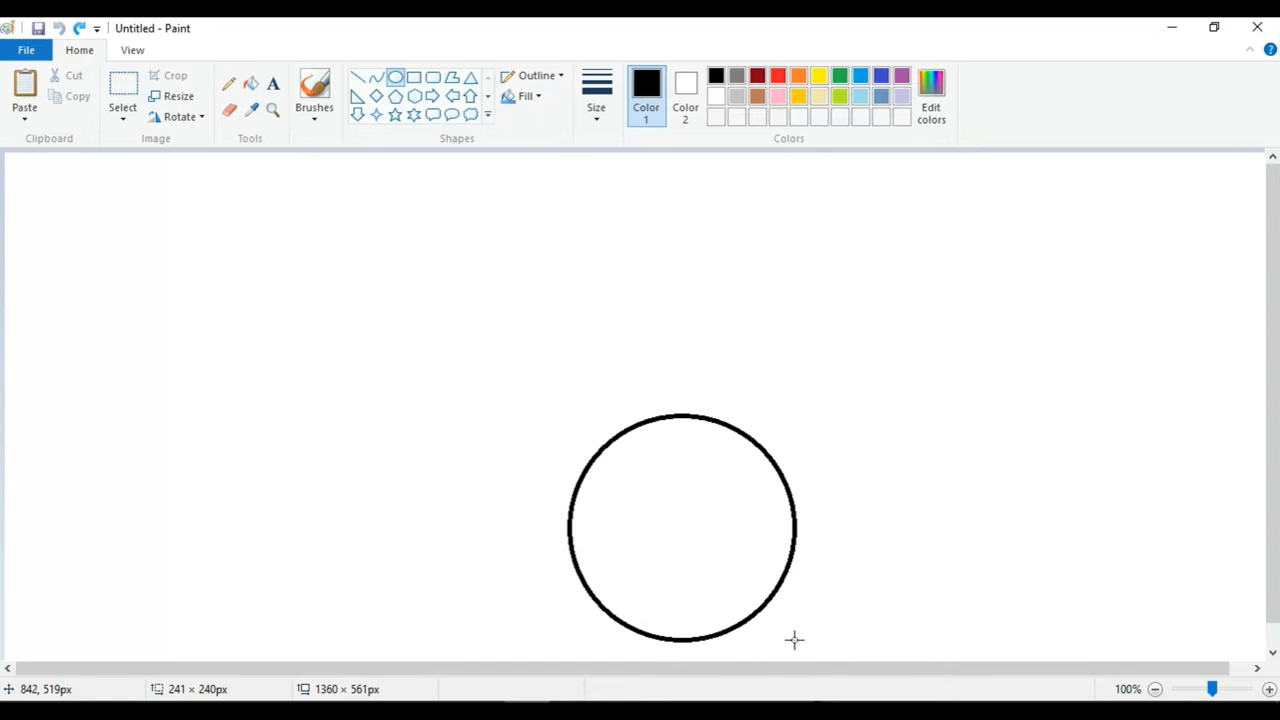 Untitled - Paint
File Home View
Paste Cut Copy
Clipboard
Select Crop Resize Rotate
Image
A
Tools
Brushes
Outline Fill
Shapes
Size
Color 1 Color 2
Edit colors
Colors
842, 519px 241 × 240px 1360 × 561px 100%